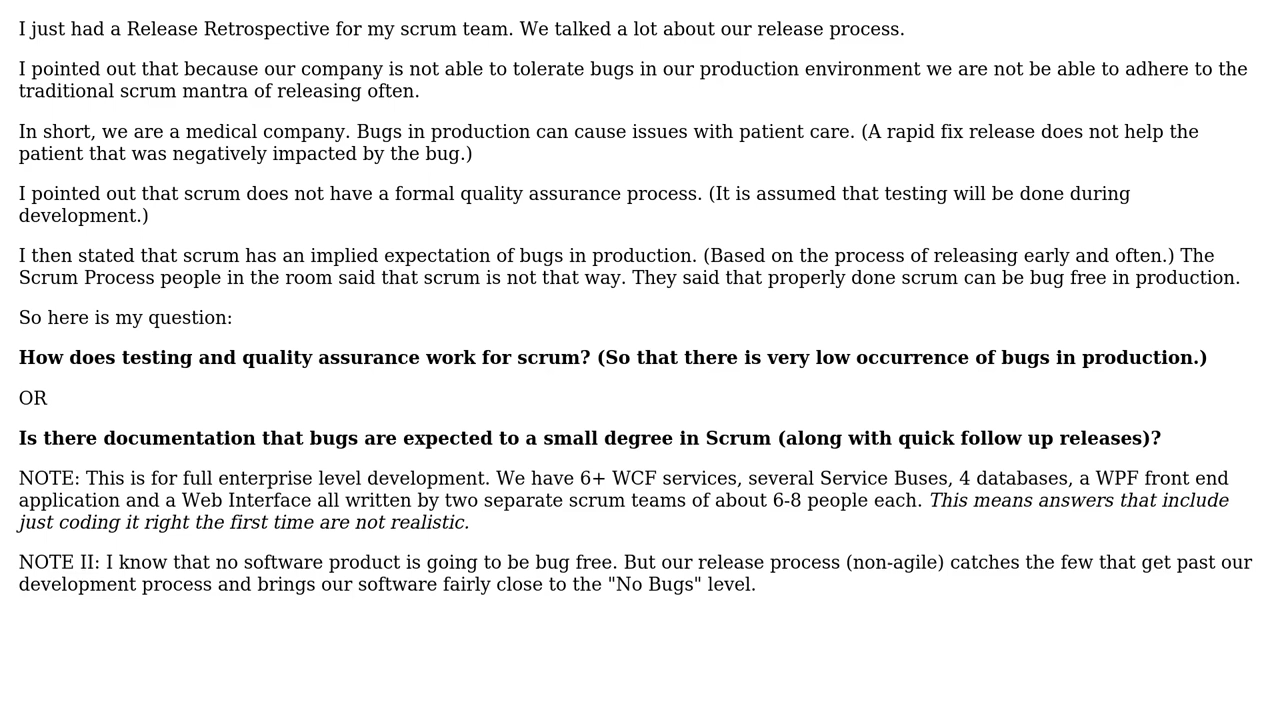 I just had a Release Retrospective for my scrum team. We talked a lot about our release process.
I pointed out that because our company is not able to tolerate bugs in our production environment we are not be able to adhere to the
traditional scrum mantra of releasing often.
In short, we are a medical company. Bugs in production can cause issues with patient care. (A rapid fix release does not help the
patient that was negatively impacted by the bug.)
I pointed out that scrum does not have a formal quality assurance process. (It is assumed that testing will be done during
development.)
I then stated that scrum has an implied expectation of bugs in production. (Based on the process of releasing early and often.) The
Scrum Process people in the room said that scrum is not that way. They said that properly done scrum can be bug free in production.
So here is my question:
How does testing and quality assurance work for scrum? (So that there is very low occurrence of bugs in production.)
OR
Is there documentation that bugs are expected to a small degree in Scrum (along with quick follow up releases)?
NOTE: This is for full enterprise level development. We have 6+ WCF services, several Service Buses, 4 databases, a WPF front end
application and a Web Interface all written by two separate scrum teams of about 6-8 people each. This means answers that include
just coding it right the first time are not realistic.
NOTE II: I know that no software product is going to be bug free. But our release process (non-agile) catches the few that get past our
development process and brings our software fairly close to the "No Bugs" level.